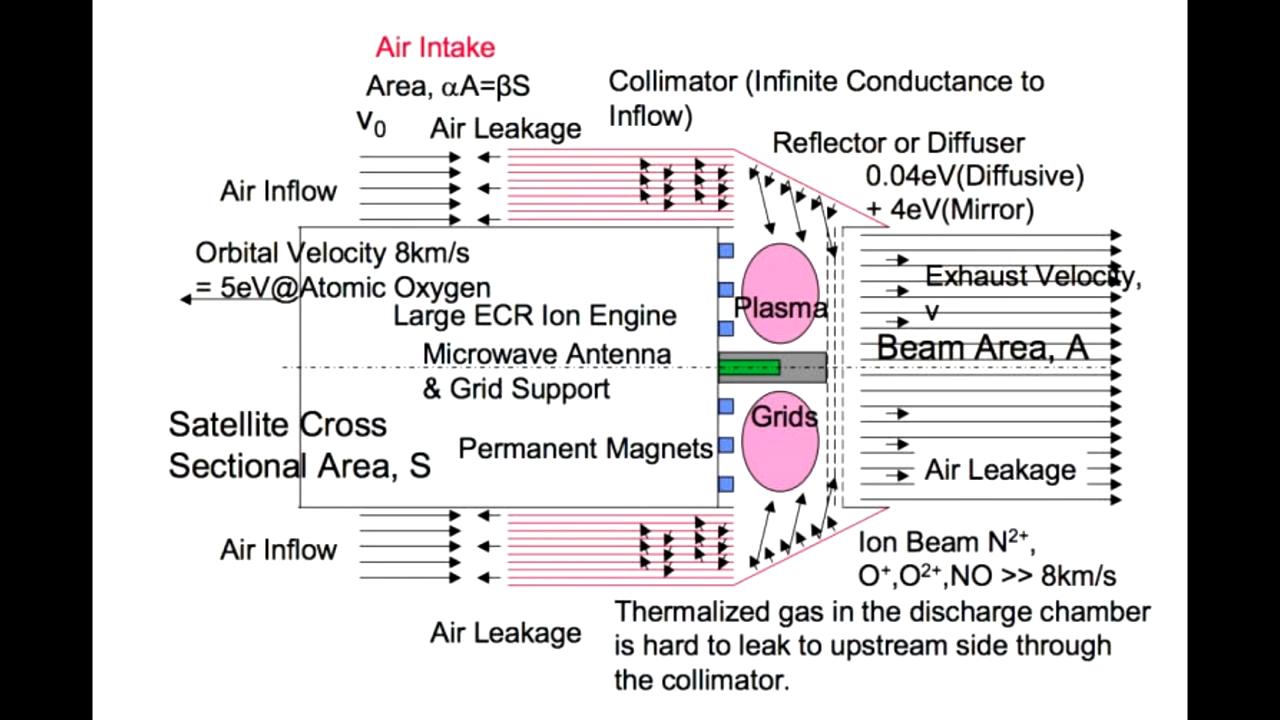 Air Intake
Area, αA=βS
V₀
Air Leakage
Collimator (Infinite Conductance to
Inflow)
Reflector or Diffuser
0.04eV(Diffusive)
+ 4eV(Mirror)
Air Inflow
Orbital Velocity 8km/s
= 5eV@Atomic Oxygen
Large ECR Ion Engine
Microwave Antenna
& Grid Support
Plasma
Exhaust Velocity,
v
Beam Area, A
Satellite Cross
Sectional Area, S
Permanent Magnets
Grids
Air Leakage
Air Inflow
Ion Beam N²⁺,
O⁺,O²⁺,NO >> 8km/s
Air Leakage
Thermalized gas in the discharge chamber
is hard to leak to upstream side through
the collimator.